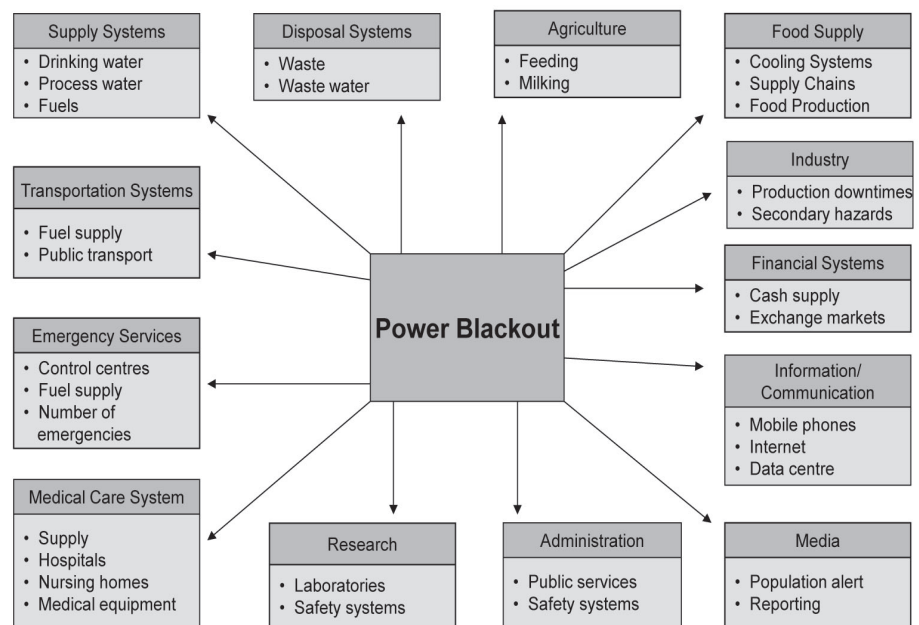 Supply Systems
• Drinking water
• Process water
• Fuels
Disposal Systems
• Waste
• Waste water
Agriculture
• Feeding
• Milking
Food Supply
• Cooling Systems
• Supply Chains
• Food Production
Transportation Systems
• Fuel supply
• Public transport
Industry
• Production downtimes
• Secondary hazards
Power Blackout
Financial Systems
• Cash supply
• Exchange markets
Emergency Services
• Control centres
• Fuel supply
• Number of
emergencies
Information/
Communication
• Mobile phones
• Internet
• Data centre
Medical Care System
• Supply
• Hospitals
• Nursing homes
• Medical equipment
Research
• Laboratories
• Safety systems
Administration
• Public services
• Safety systems
Media
• Population alert
• Reporting